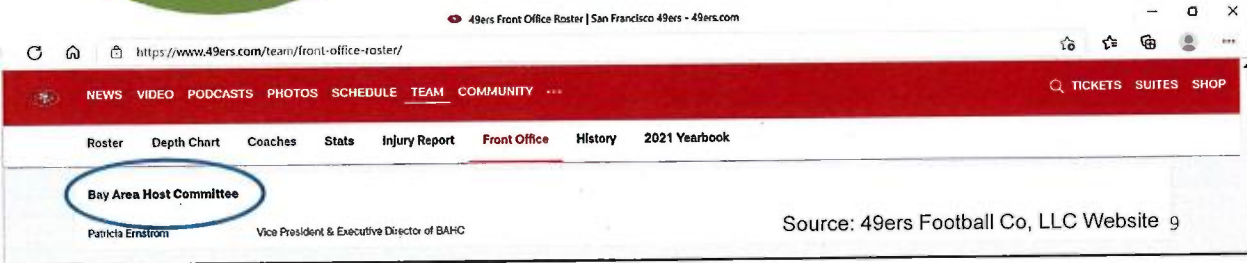 49ers Front Office Roster | San Francisco 49ers - 49ers.com
https://www.49ers.com/team/front-office-roster/
NEWS VIDEO PODCASTS PHOTOS SCHEDULE TEAM COMMUNITY ... TICKETS SUITES SHOP
Roster Depth Chart Coaches Stats Injury Report Front Office History 2021 Yearbook
Bay Area Host Committee
Patricia Ernstrom Vice President & Executive Director of BAHC
Source: 49ers Football Co, LLC Website 9